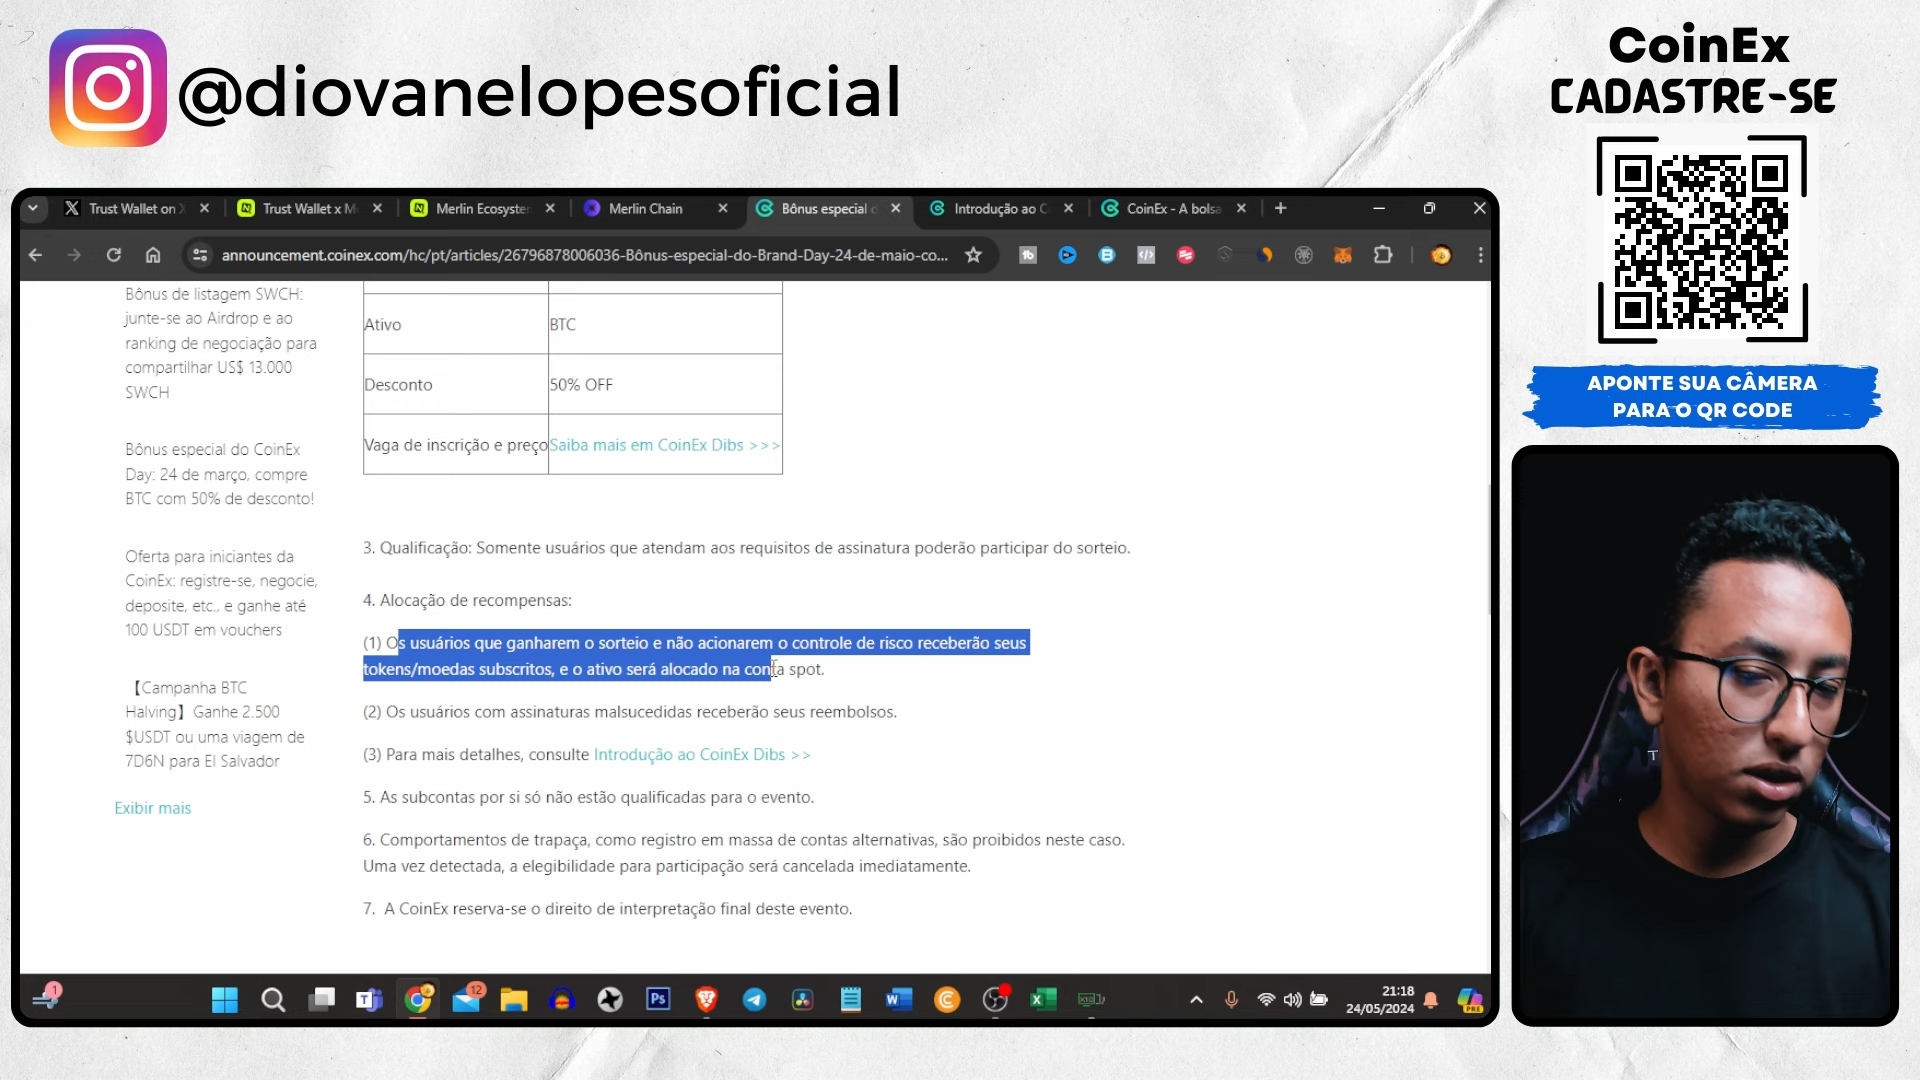 @diovanelopesoficial
CoinEx
CADASTRE-SE
APONTE SUA CÂMERA
PARA O QR CODE
Trust Wallet on X
Trust Wallet x M
Merlin Ecosyster
Merlin Chain
Bônus especial d
Introdução ao C
CoinEx - A bolsa
announcement.coinex.com/hc/pt/articles/26796878006036-Bônus-especial-do-Brand-Day-24-de-maio-co...
Bônus de listagem SWCH:
junte-se ao Airdrop e ao
ranking de negociação para
compartilhar US$ 13.000
SWCH
Bônus especial do CoinEx
Day: 24 de março, compre
BTC com 50% de desconto!
Oferta para iniciantes da
CoinEx: registre-se, negocie,
deposite, etc., e ganhe até
100 USDT em vouchers
【Campanha BTC
Halving】Ganhe 2.500
$USDT ou uma viagem de
7D6N para El Salvador
Exibir mais
Ativo BTC
Desconto 50% OFF
Vaga de inscrição e preço Saiba mais em CoinEx Dibs >>>
3. Qualificação: Somente usuários que atendam aos requisitos de assinatura poderão participar do sorteio.
4. Alocação de recompensas:
(1) Os usuários que ganharem o sorteio e não acionarem o controle de risco receberão seus
tokens/moedas subscritos, e o ativo será alocado na conta spot.
(2) Os usuários com assinaturas malsucedidas receberão seus reembolsos.
(3) Para mais detalhes, consulte Introdução ao CoinEx Dibs >>
5. As subcontas por si só não estão qualificadas para o evento.
6. Comportamentos de trapaça, como registro em massa de contas alternativas, são proibidos neste caso.
Uma vez detectada, a elegibilidade para participação será cancelada imediatamente.
7. A CoinEx reserva-se o direito de interpretação final deste evento.
1
12
Ps
21:18
24/05/2024
PRE